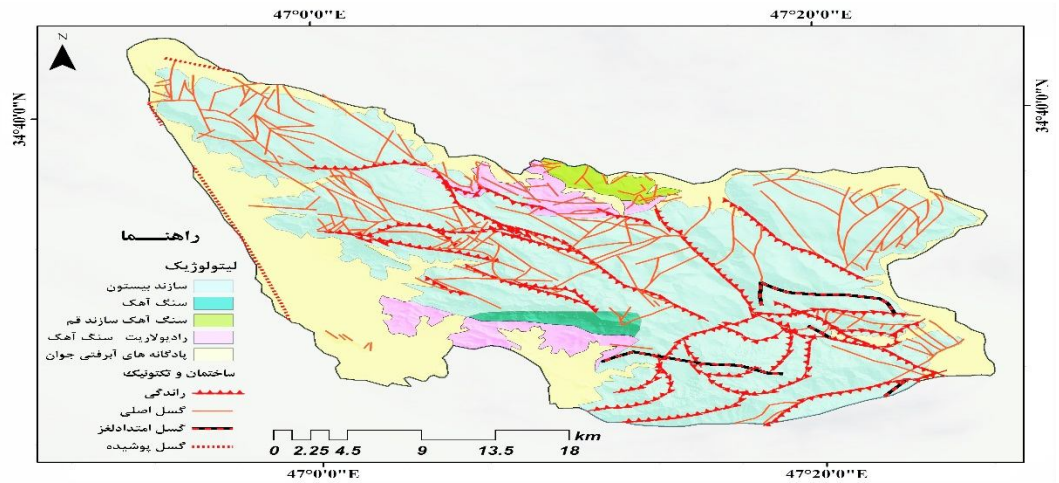 47°0'0"E 47°20'0"E
N
34°40'0"N 34°40'0"N
راهنـــما
لیتولوژیک
سازند بیستون
سنگ آهک
سنگ آهک سازند قم
رادیولاریت سنگ آهک
پادگانه های آبرفتی جوان
ساختمان و تکتونیک
راندگی
گسل اصلی
گسل امتدادلغز
گسل پوشیده
km
0 2.25 4.5 9 13.5 18
47°0'0"E 47°20'0"E